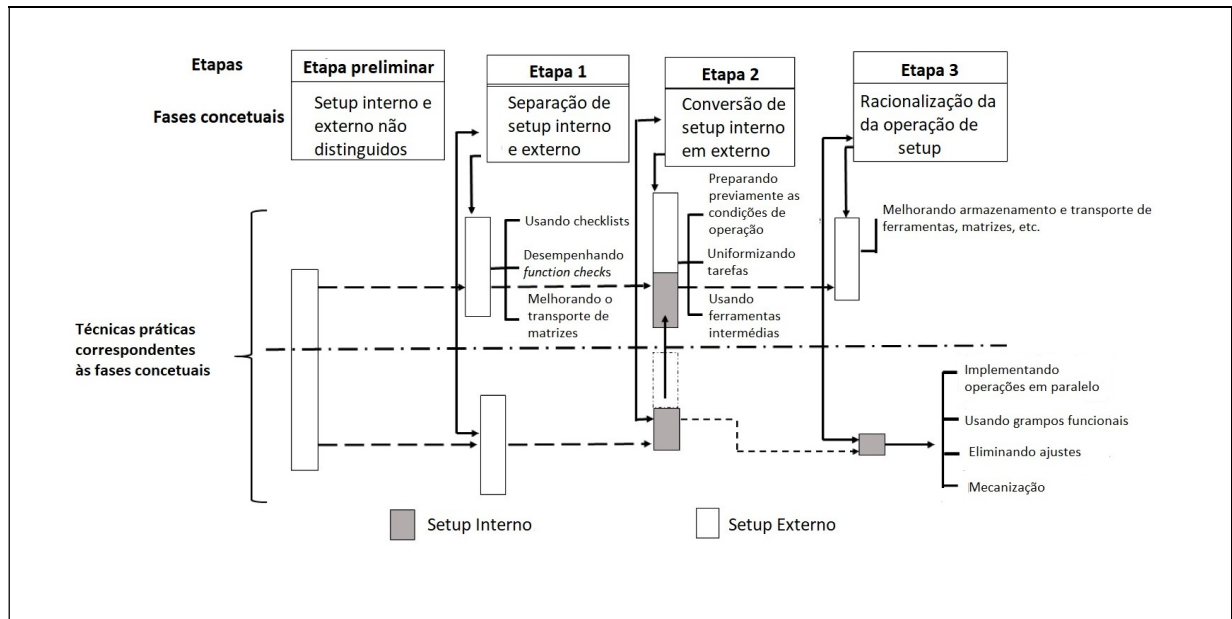 Etapas
Etapa preliminar
Etapa 1
Etapa 2
Etapa 3
Fases concetuais
Setup interno e
externo não
distinguidos
Separação de
setup interno
e externo
Conversão de
setup interno
em externo
Racionalização da
da operação de
setup
Usando checklists
Desempenhando
function checks
Melhorando o
transporte de
matrizes
Preparando
previamente as
condições de
operação
Uniformizando
tarefas
Usando
ferramentas
intermédias
Melhorando armazenamento e transporte de
ferramentas, matrizes, etc.
Técnicas práticas
correspondentes
às fases concetuais
Implementando
operações em paralelo
Usando grampos funcionais
Eliminando ajustes
Mecanização
Setup Interno
Setup Externo